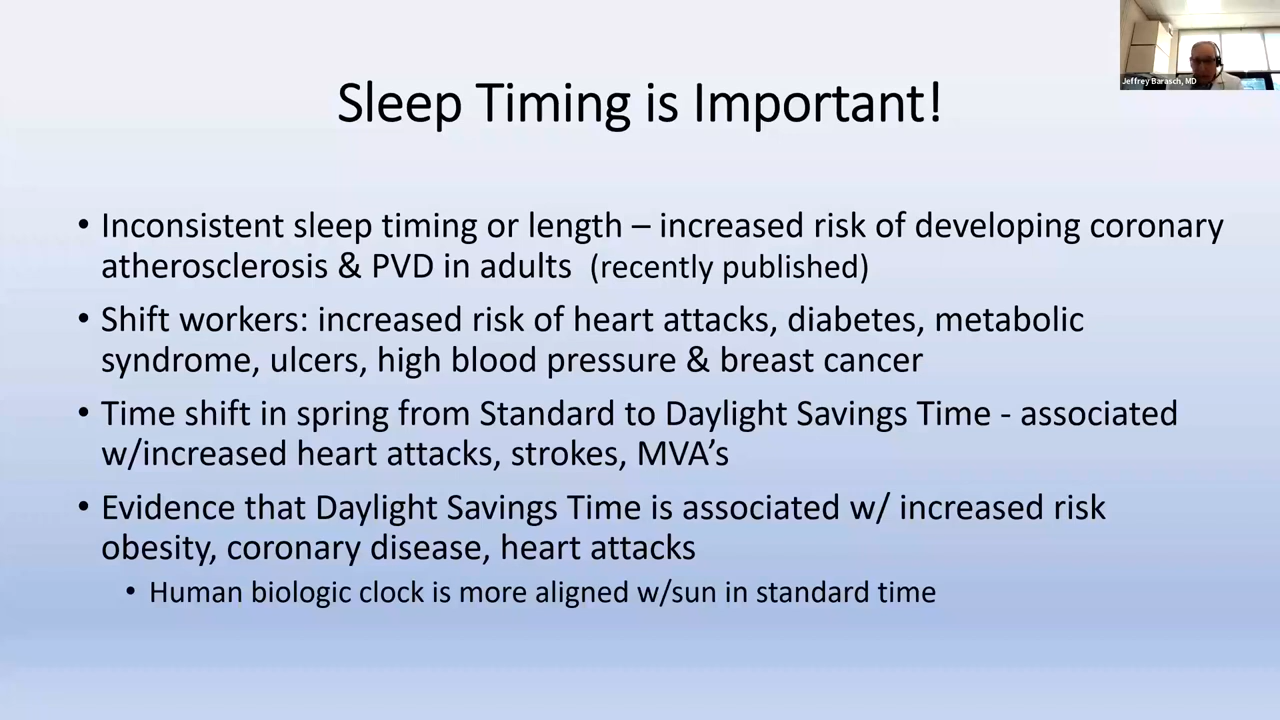 Jeffrey Barasch, MD
Sleep Timing is Important!
• Inconsistent sleep timing or length – increased risk of developing coronary
atherosclerosis & PVD in adults (recently published)
• Shift workers: increased risk of heart attacks, diabetes, metabolic
syndrome, ulcers, high blood pressure & breast cancer
• Time shift in spring from Standard to Daylight Savings Time - associated
w/increased heart attacks, strokes, MVA’s
• Evidence that Daylight Savings Time is associated w/ increased risk
obesity, coronary disease, heart attacks
• Human biologic clock is more aligned w/sun in standard time